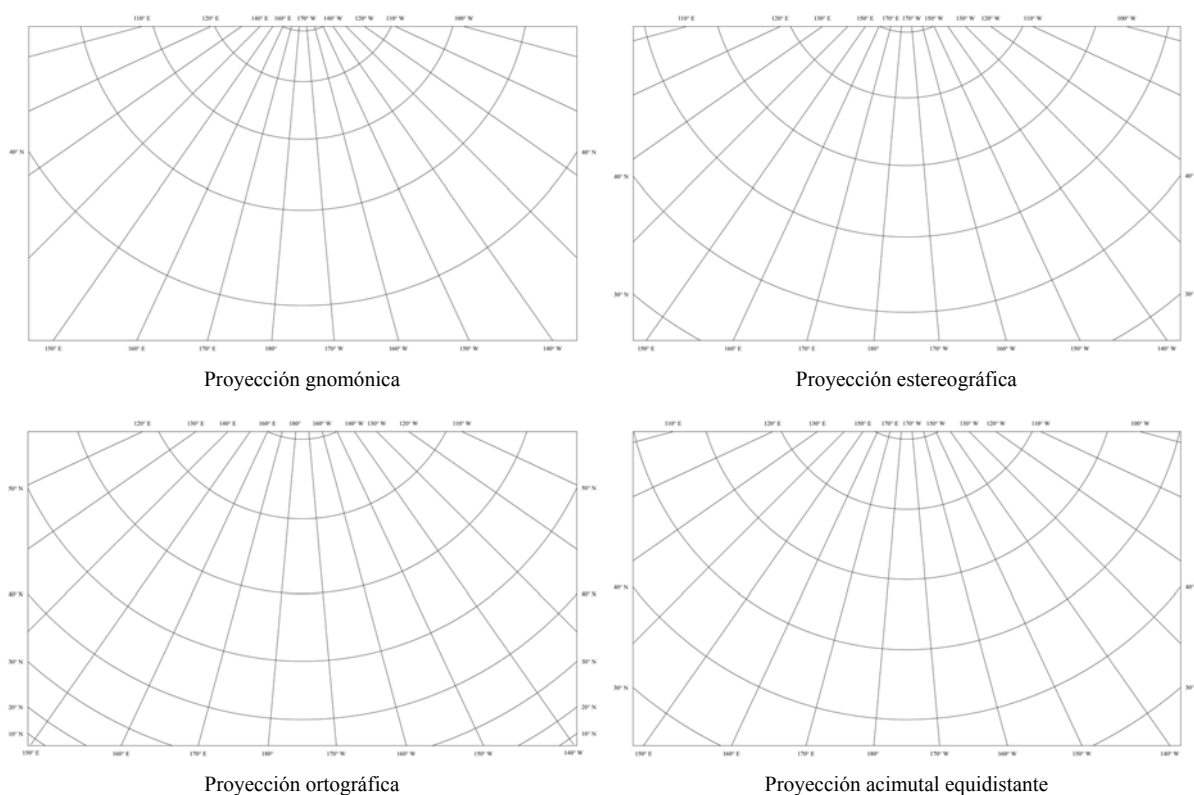 110° E 120° E 140° E 160° E 170° W 140° W 120° W 110° W 100° W
40° N 40° N
150° E 160° E 170° E 180° 170° W 160° W 150° W 140° W
Proyección gnomónica
110° E 120° E 130° E 150° E 170° E 170° W 150° W 130° W 120° W 110° W 100° W
40° N 40°
30° N 30°
150° E 160° E 170° E 180° 170° W 160° W 150° W 140° W
Proyección estereográfica
120° E 130° E 140° E 160° E 180° 160° W 140° W 130° W 120° W 110° W
50° N 50° N
40° N 40° N
30° N 30° N
20° N 20° N
10° N 10° N
150° E 160° E 170° E 180° 170° W 160° W 150° W 140° W
Proyección ortográfica
110° E 120° E 130° E 150° E 170° E 170° W 150° W 130° W 120° W 110° W 100° W
40° N 40°
30° N 30°
150° E 160° E 170° E 180° 170° W 160° W 150° W 140° W
Proyección acimutal equidistante